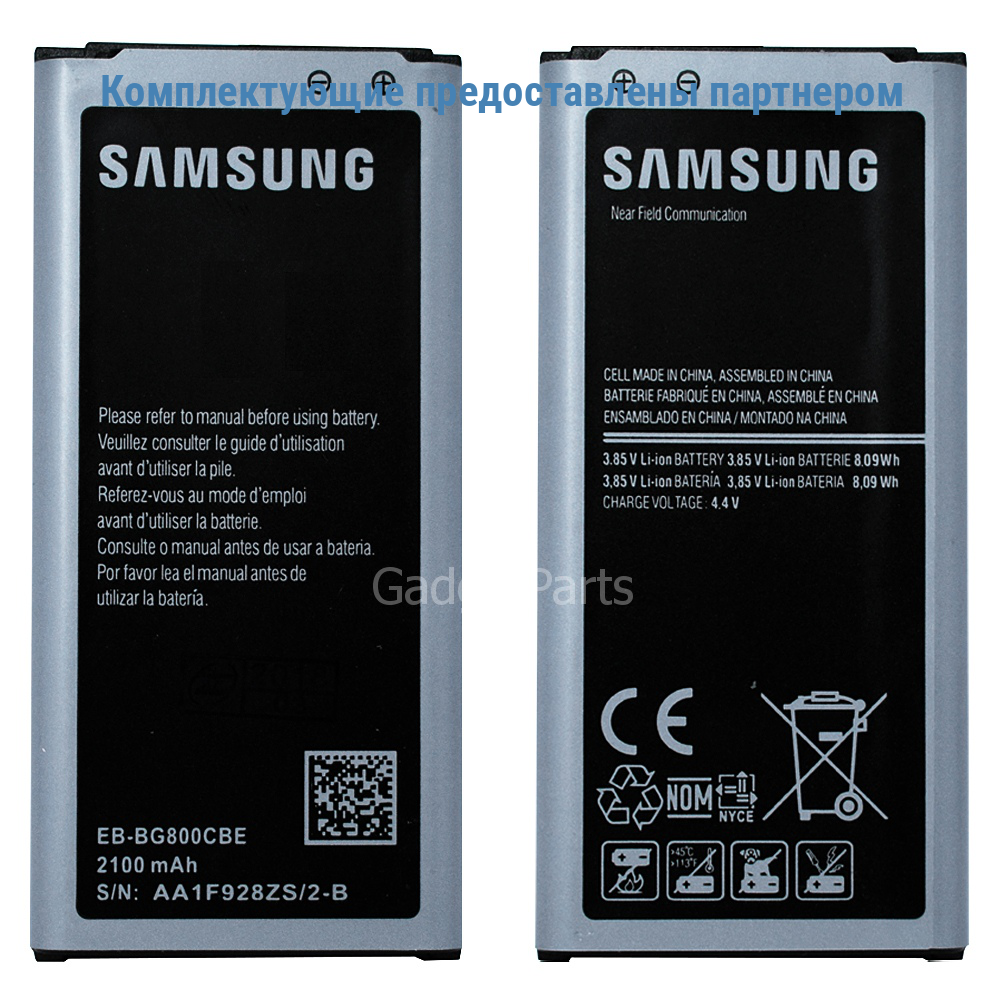 Комплектующие предоставлены партнером
SAMSUNG
Please refer to manual before using battery.
Veuillez consulter le guide d'utilisation
avant d'utiliser la pile.
Referez-vous au mode d'emploi
avant d'utiliser la batterie.
Consulte o manual antes de usar a bateria.
Por favor lea el manual antes de
utilizar la batería.
EB-BG800CBE
2100 mAh
S/N: AA1F928ZS/2-B
SAMSUNG
Near Field Communication
CELL MADE IN CHINA, ASSEMBLED IN CHINA
BATTERIE FABRIQUÉ EN CHINA, ASSEMBLÉ EN CHINA
ENSAMBLADO EN CHINA / MONTADO NA CHINA
3.85 V Li-ion BATTERY 3.85 V Li-ion BATTERIE 8.09Wh
3,85 V Li-ion BATERÍA 3,85 V Li-ion BATERIA 8,09 Wh
CHARGE VOLTAGE : 4.4 V
CE
NOM
NYCE
>45°C
>113°F
Parts